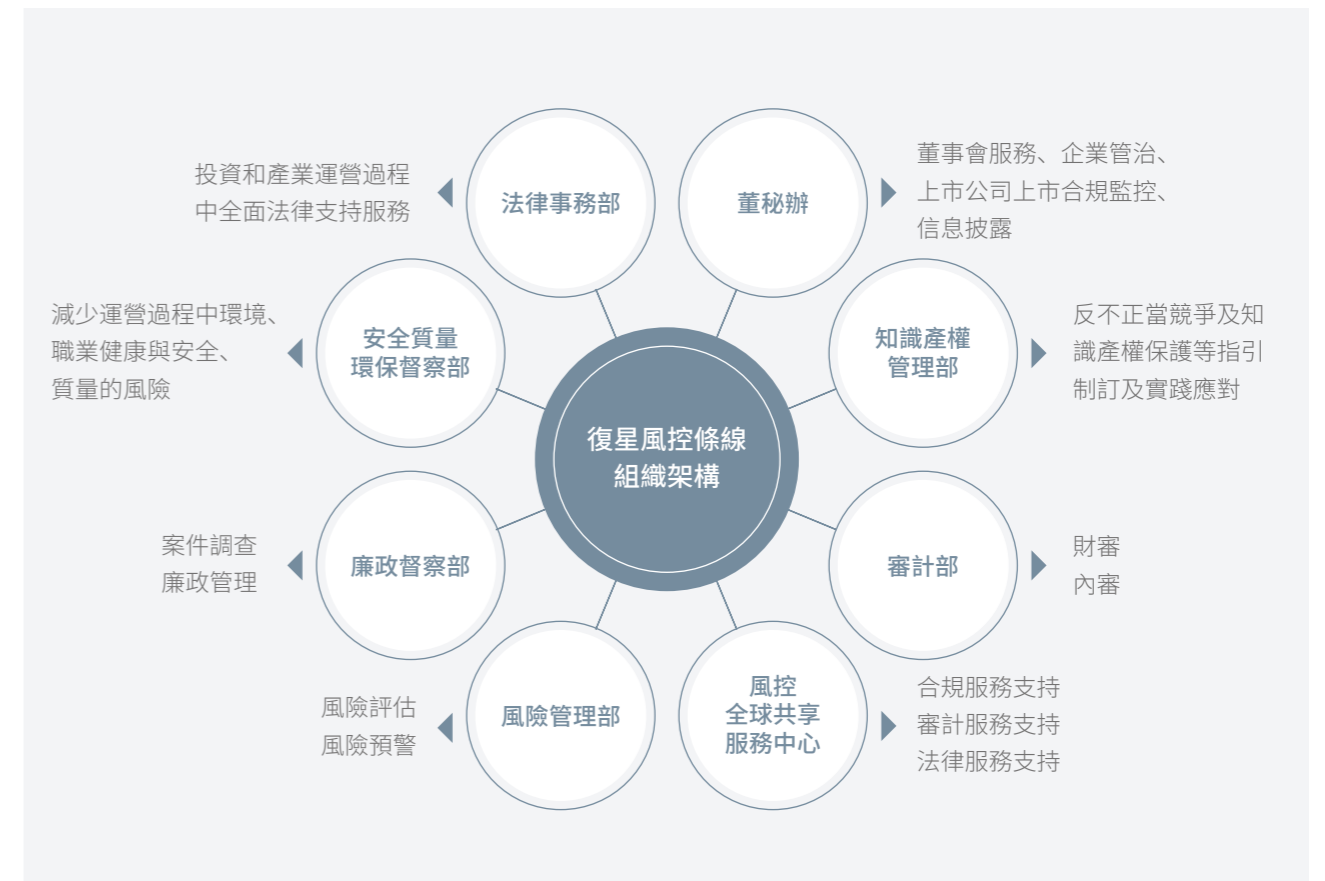 投資和產業運營過程
中全面法律支持服務
法律事務部
董秘辦
董事會服務、企業管治、
上市公司上市合規監控、
信息披露
減少運營過程中環境、
職業健康與安全、
質量的風險
安全質量
環保督察部
知識產權
管理部
反不正當競爭及知
識產權保護等指引
制訂及實踐應對
復星風控條線
組織架構
案件調查
廉政管理
廉政督察部
審計部
財審
內審
風險評估
風險預警
風險管理部
風控
全球共享
服務中心
合規服務支持
審計服務支持
法律服務支持